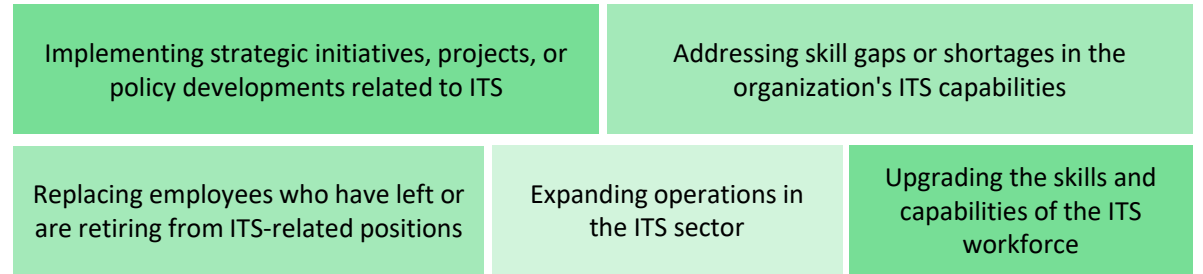 Implementing strategic initiatives, projects, or
policy developments related to ITS
Addressing skill gaps or shortages in the
organization's ITS capabilities
Replacing employees who have left or
are retiring from ITS-related positions
Expanding operations in
the ITS sector
Upgrading the skills and
capabilities of the ITS
workforce